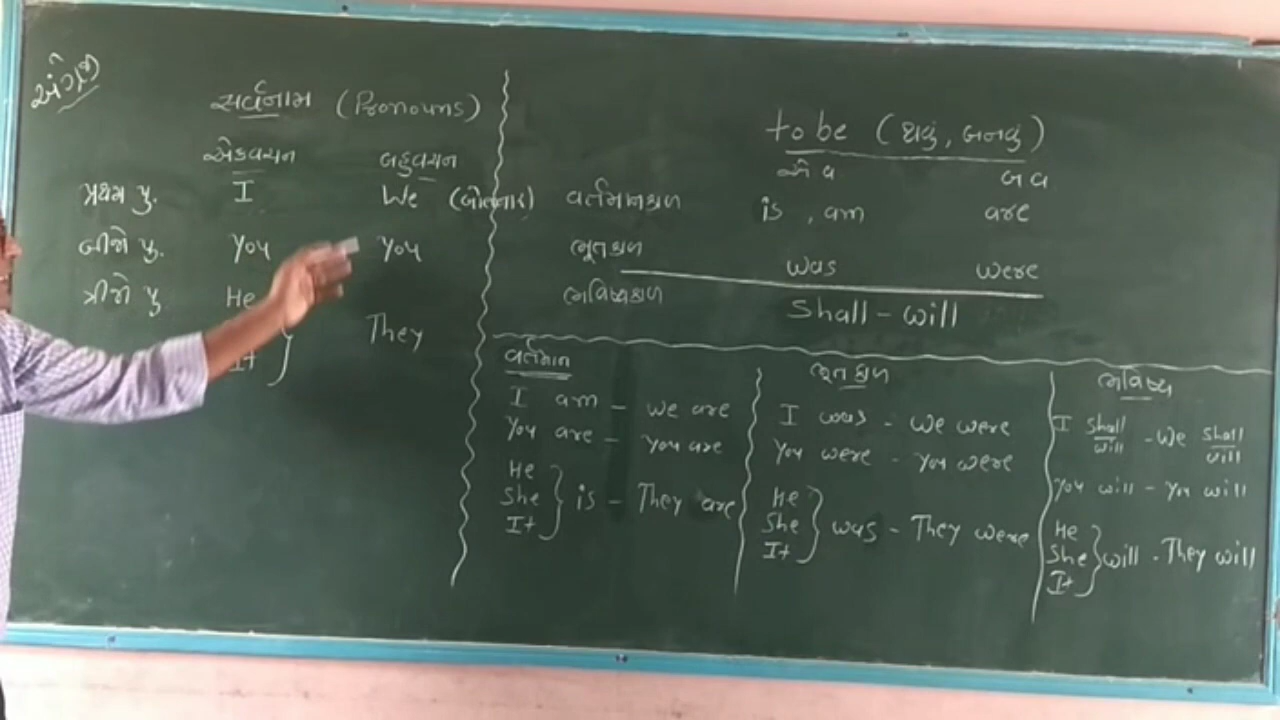 અંગ્રેજી
સર્વનામ (Pronouns)
એકવચન બહુવચન
પ્રથમ પુ. I We (બોલનાર)
બીજો પુ. You You
ત્રીજો પુ He
They
It }
to be (થવું, બનવું)
એ વ બ વ
વર્તમાનકાળ is , am are
ભૂતકાળ was were
ભવિષ્યકાળ Shall - will
વર્તમાન
I am - We are
You are - You are
He
She } is - They are
It
ભૂતકાળ
I was - We were
You were - You were
He
She } was - They were
It
ભવિષ્ય
I shall - We shall
will will
You will - You will
He
She } will - They will
It